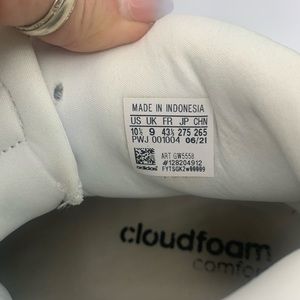 MADE IN INDONESIA
US UK FR JP CHN
10½ 9 43⅓ 275 265
PWJ 001004 06/21
ART GW5558
#128204912
adidas FYTSGK2w00009
cloudfoam
comfort